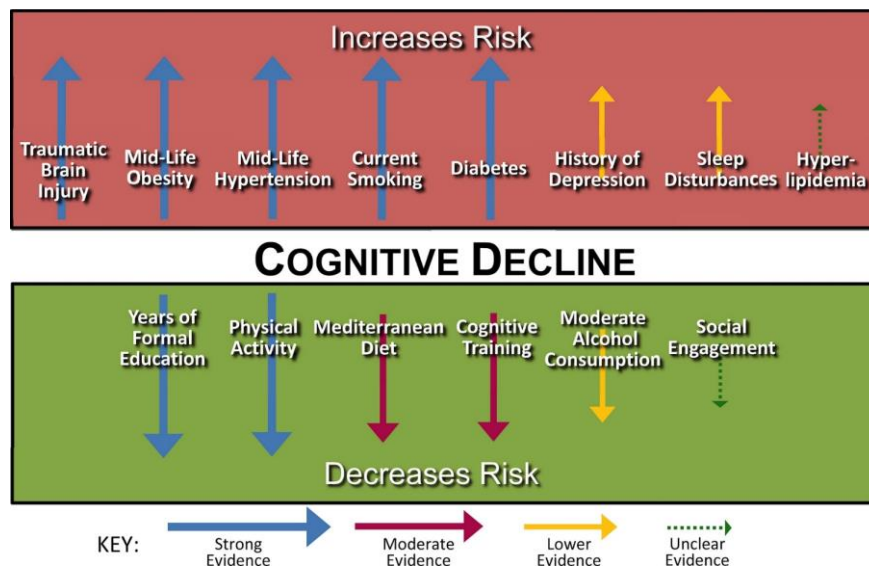 Increases Risk
Traumatic
Brain
Injury
Mid-Life
Obesity
Mid-Life
Hypertension
Current
Smoking
Diabetes
History of
Depression
Sleep
Disturbances
Hyper-
lipidemia
COGNITIVE DECLINE
Years of
Formal
Education
Physical
Activity
Mediterranean
Diet
Cognitive
Training
Moderate
Alcohol
Consumption
Social
Engagement
Decreases Risk
KEY:
Strong
Evidence
Moderate
Evidence
Lower
Evidence
Unclear
Evidence